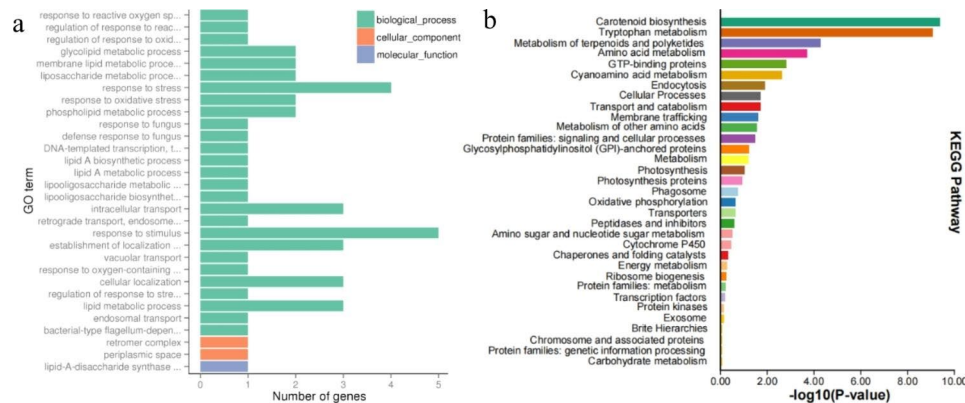 a
response to reactive oxygen sp...
regulation of response to reac...
regulation of response to oxid...
glycolipid metabolic process
membrane lipid metabolic proce...
liposaccharide metabolic proce...
response to stress
response to oxidative stress
phospholipid metabolic process
response to fungus
defense response to fungus
DNA-templated transcription, t...
lipid A biosynthetic process
lipid A metabolic process
lipooligosaccharide metabolic ...
lipooligosaccharide biosynthet...
intracellular transport
retrograde transport, endosome...
response to stimulus
establishment of localization ...
vacuolar transport
response to oxygen-containing ...
cellular localization
regulation of response to stre...
lipid metabolic process
endosomal transport
bacterial-type flagellum-depen...
retromer complex
periplasmic space
lipid-A-disaccharide synthase ...
GO term
0 1 2 3 4 5
Number of genes
biological_process
cellular_component
molecular_function
b
Carotenoid biosynthesis
Tryptophan metabolism
Metabolism of terpenoids and polyketides
Amino acid metabolism
GTP-binding proteins
Cyanoamino acid metabolism
Endocytosis
Cellular Processes
Transport and catabolism
Membrane trafficking
Metabolism of other amino acids
Protein families: signaling and cellular processes
Glycosylphosphatidylinositol (GPI)-anchored proteins
Metabolism
Photosynthesis
Photosynthesis proteins
Phagosome
Oxidative phosphorylation
Transporters
Peptidases and inhibitors
Amino sugar and nucleotide sugar metabolism
Cytochrome P450
Chaperones and folding catalysts
Energy metabolism
Ribosome biogenesis
Protein families: metabolism
Transcription factors
Protein kinases
Exosome
Brite Hierarchies
Chromosome and associated proteins
Protein families: genetic information processing
Carbohydrate metabolism
0.00 2.00 4.00 6.00 8.00 10.00
-log10(P-value)
KEGG Pathway